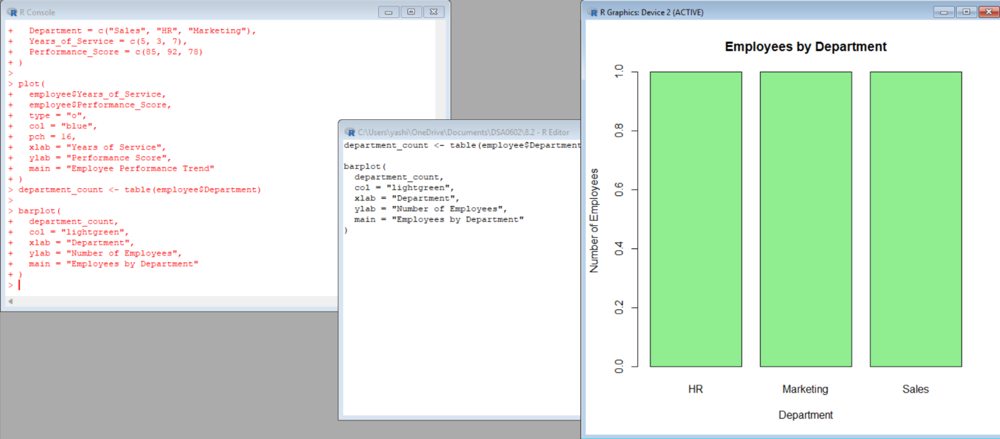 R Console
+   Department = c("Sales", "HR", "Marketing"),
+   Years_of_Service = c(5, 3, 7),
+   Performance_Score = c(85, 92, 78)
+ )
>
> plot(
+   employee$Years_of_Service,
+   employee$Performance_Score,
+   type = "o",
+   col = "blue",
+   pch = 16,
+   xlab = "Years of Service",
+   ylab = "Performance Score",
+   main = "Employee Performance Trend"
+ )
> department_count <- table(employee$Department)
>
> barplot(
+   department_count,
+   col = "lightgreen",
+   xlab = "Department",
+   ylab = "Number of Employees",
+   main = "Employees by Department"
+ )
>
C:\Users\yashi\OneDrive\Documents\DSA0602\8.2 - R Editor
department_count <- table(employee$Department
barplot(
  department_count,
  col = "lightgreen",
  xlab = "Department",
  ylab = "Number of Employees",
  main = "Employees by Department"
)
R Graphics: Device 2 (ACTIVE)
Employees by Department
Number of Employees
1.0
0.8
0.6
0.4
0.2
0.0
HR Marketing Sales
Department